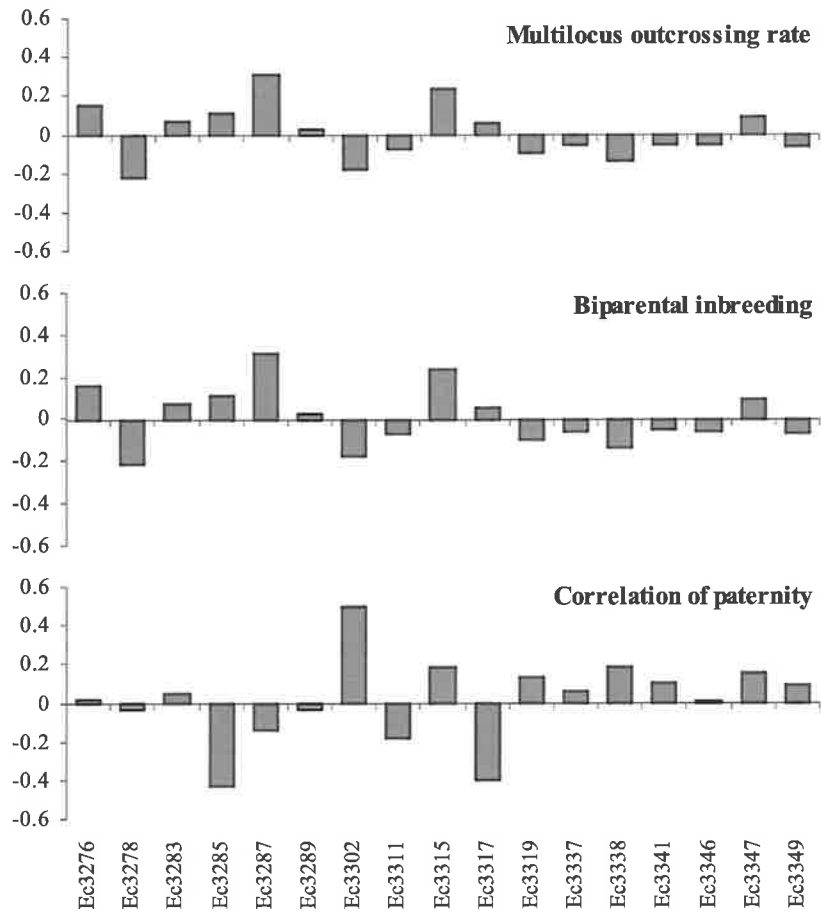 Multilocus outcrossing rate
0.6
0.4
0.2
0
-0.2
-0.4
-0.6
Biparental inbreeding
0.6
0.4
0.2
0
-0.2
-0.4
-0.6
Correlation of paternity
0.6
0.4
0.2
0
-0.2
-0.4
-0.6
Ec3276
Ec3278
Ec3283
Ec3285
Ec3287
Ec3289
Ec3302
Ec3311
Ec3315
Ec3317
Ec3319
Ec3337
Ec3338
Ec3341
Ec3346
Ec3347
Ec3349